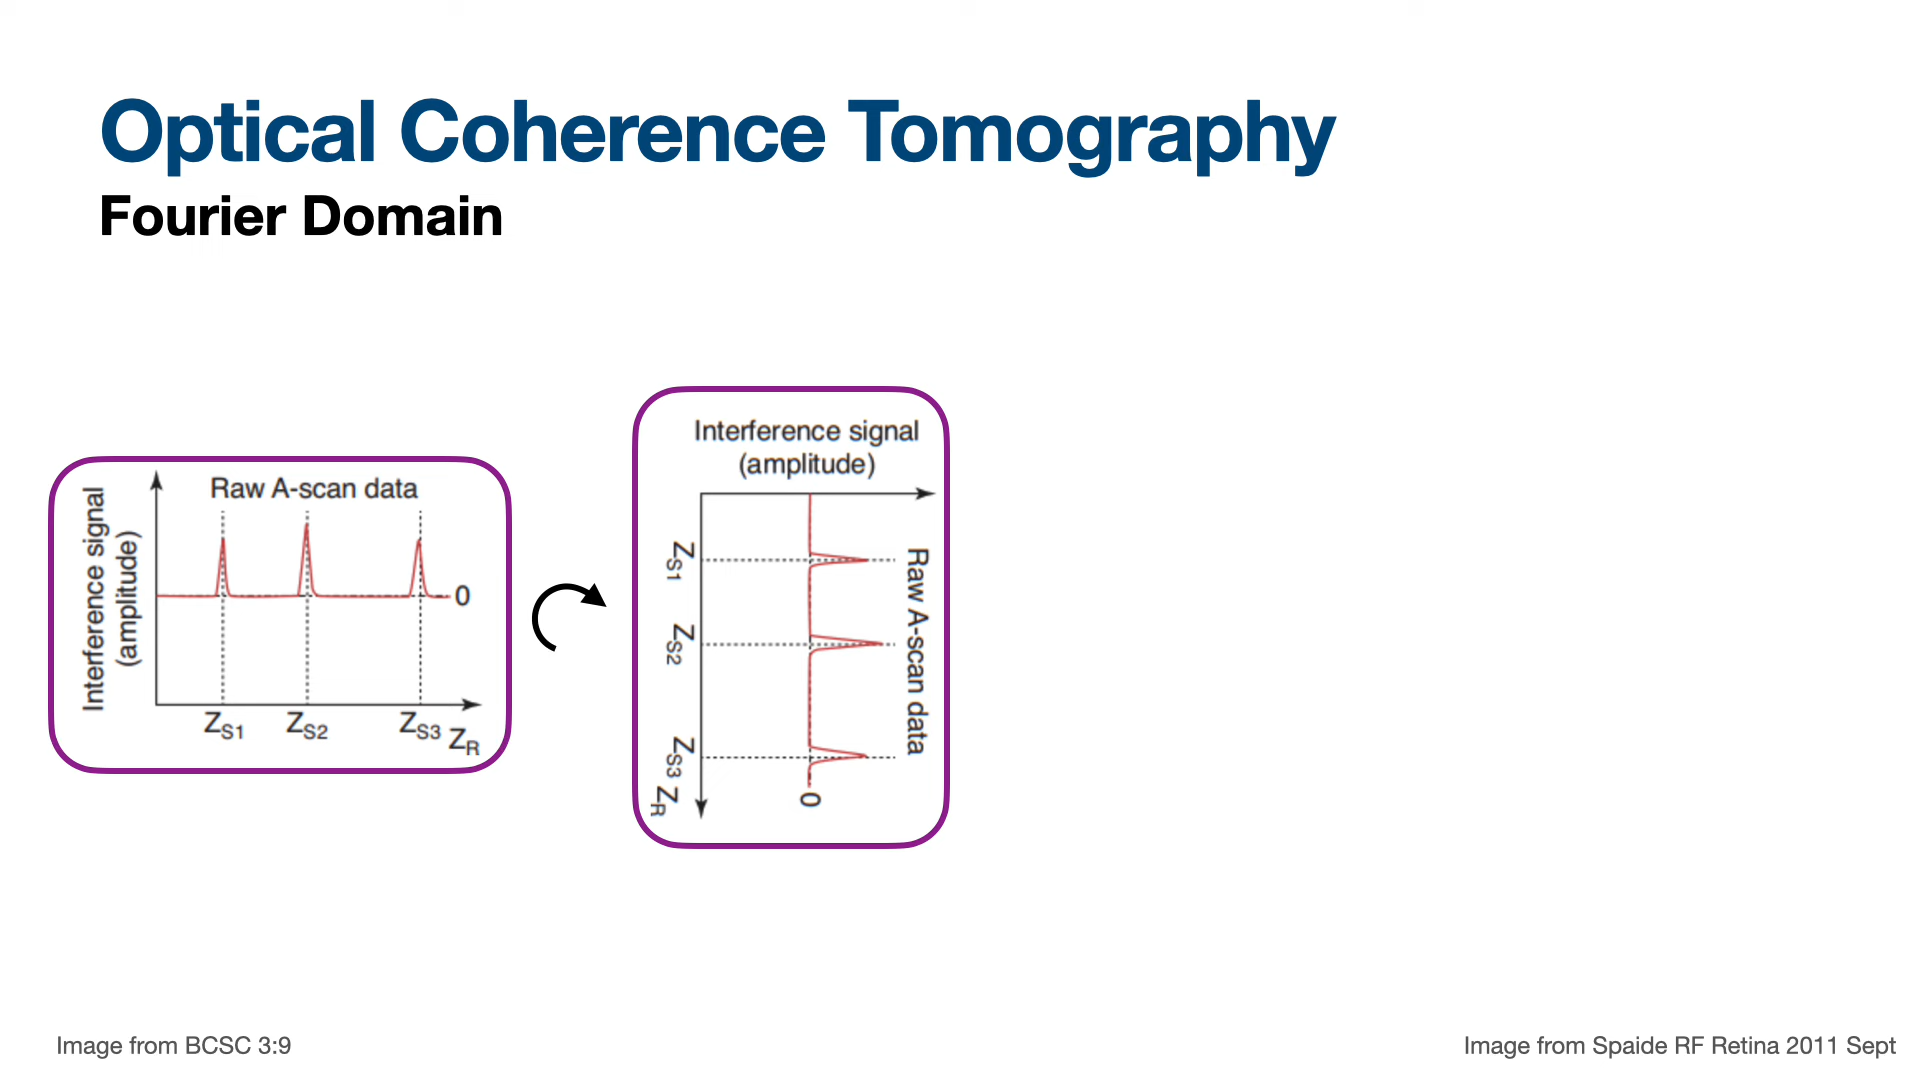 Optical Coherence Tomography
Fourier Domain
Interference signal
(amplitude)
Raw A-scan data
0
ZS1
ZS2
ZS3
ZR
Interference signal
(amplitude)
ZS1
ZS2
ZS3
ZR
0
Raw A-scan data
Image from BCSC 3:9
Image from Spaide RF Retina 2011 Sept